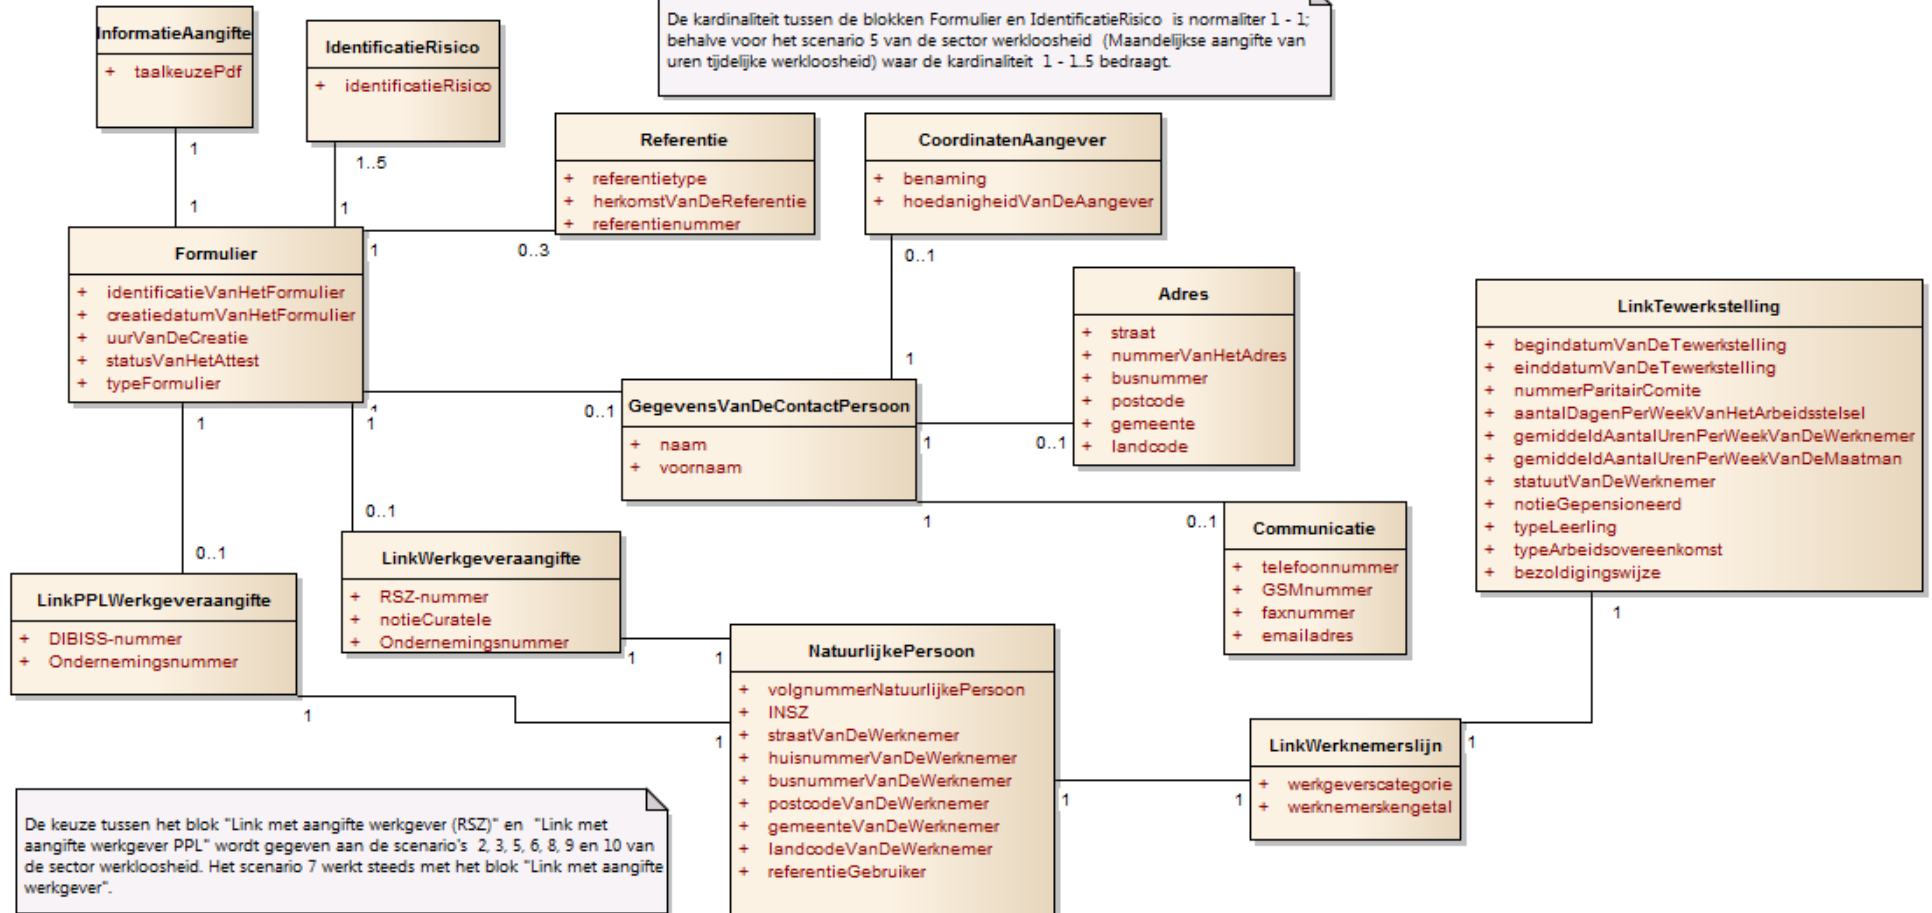 De kardinaliteit tussen de blokken Formulier en IdentificatieRisico is normaliter 1 - 1;
behalve voor het scenario 5 van de sector werkloosheid (Maandelijkse aangifte van
uren tijdelijke werkloosheid) waar de kardinaliteit 1 - 1..5 bedraagt.
InformatieAangifte
+ taalkeuzePdf
1
1
IdentificatieRisico
+ identificatieRisico
1..5
1
Referentie
+ referentietype
+ herkomstVanDeReferentie
+ referentienummer
1
0..3
CoordinatenAangever
+ benaming
+ hoedanigheidVanDeAangever
0..1
1
Formulier
+ identificatieVanHetFormulier
+ creatiedatumVanHetFormulier
+ uurVanDeCreatie
+ statusVanHetAttest
+ typeFormulier
1
0..1
1
0..1
1
0..1
Adres
+ straat
+ nummerVanHetAdres
+ busnummer
+ postcode
+ gemeente
+ landcode
GegevensVanDeContactPersoon
+ naam
+ voornaam
1
0..1
1
0..1
Communicatie
+ telefoonnummer
+ GSMnummer
+ faxnummer
+ emailadres
LinkTewerkstelling
+ begindatumVanDeTewerkstelling
+ einddatumVanDeTewerkstelling
+ nummerParitairComite
+ aantalDagenPerWeekVanHetArbeidsstelsel
+ gemiddeldAantalUrenPerWeekVanDeWerknemer
+ gemiddeldAantalUrenPerWeekVanDeMaatman
+ statuutVanDeWerknemer
+ notieGepensioneerd
+ typeLeerling
+ typeArbeidsovereenkomst
+ bezoldigingswijze
1
1
LinkWerkgeveraangifte
+ RSZ-nummer
+ notieCuratele
+ Ondernemingsnummer
1
1
LinkPPLWerkgeveraangifte
+ DIBISS-nummer
+ Ondernemingsnummer
1
1
NatuurlijkePersoon
+ volgnummerNatuurlijkePersoon
+ INSZ
+ straatVanDeWerknemer
+ huisnummerVanDeWerknemer
+ busnummerVanDeWerknemer
+ postcodeVanDeWerknemer
+ gemeenteVanDeWerknemer
+ landcodeVanDeWerknemer
+ referentieGebruiker
1
1
LinkWerknemerslijn
+ werkgeverscategorie
+ werknemerskengetal
De keuze tussen het blok "Link met aangifte werkgever (RSZ)" en "Link met
aangifte werkgever PPL" wordt gegeven aan de scenario's 2, 3, 5, 6, 8, 9 en 10 van
de sector werkloosheid. Het scenario 7 werkt steeds met het blok "Link met aangifte
werkgever".